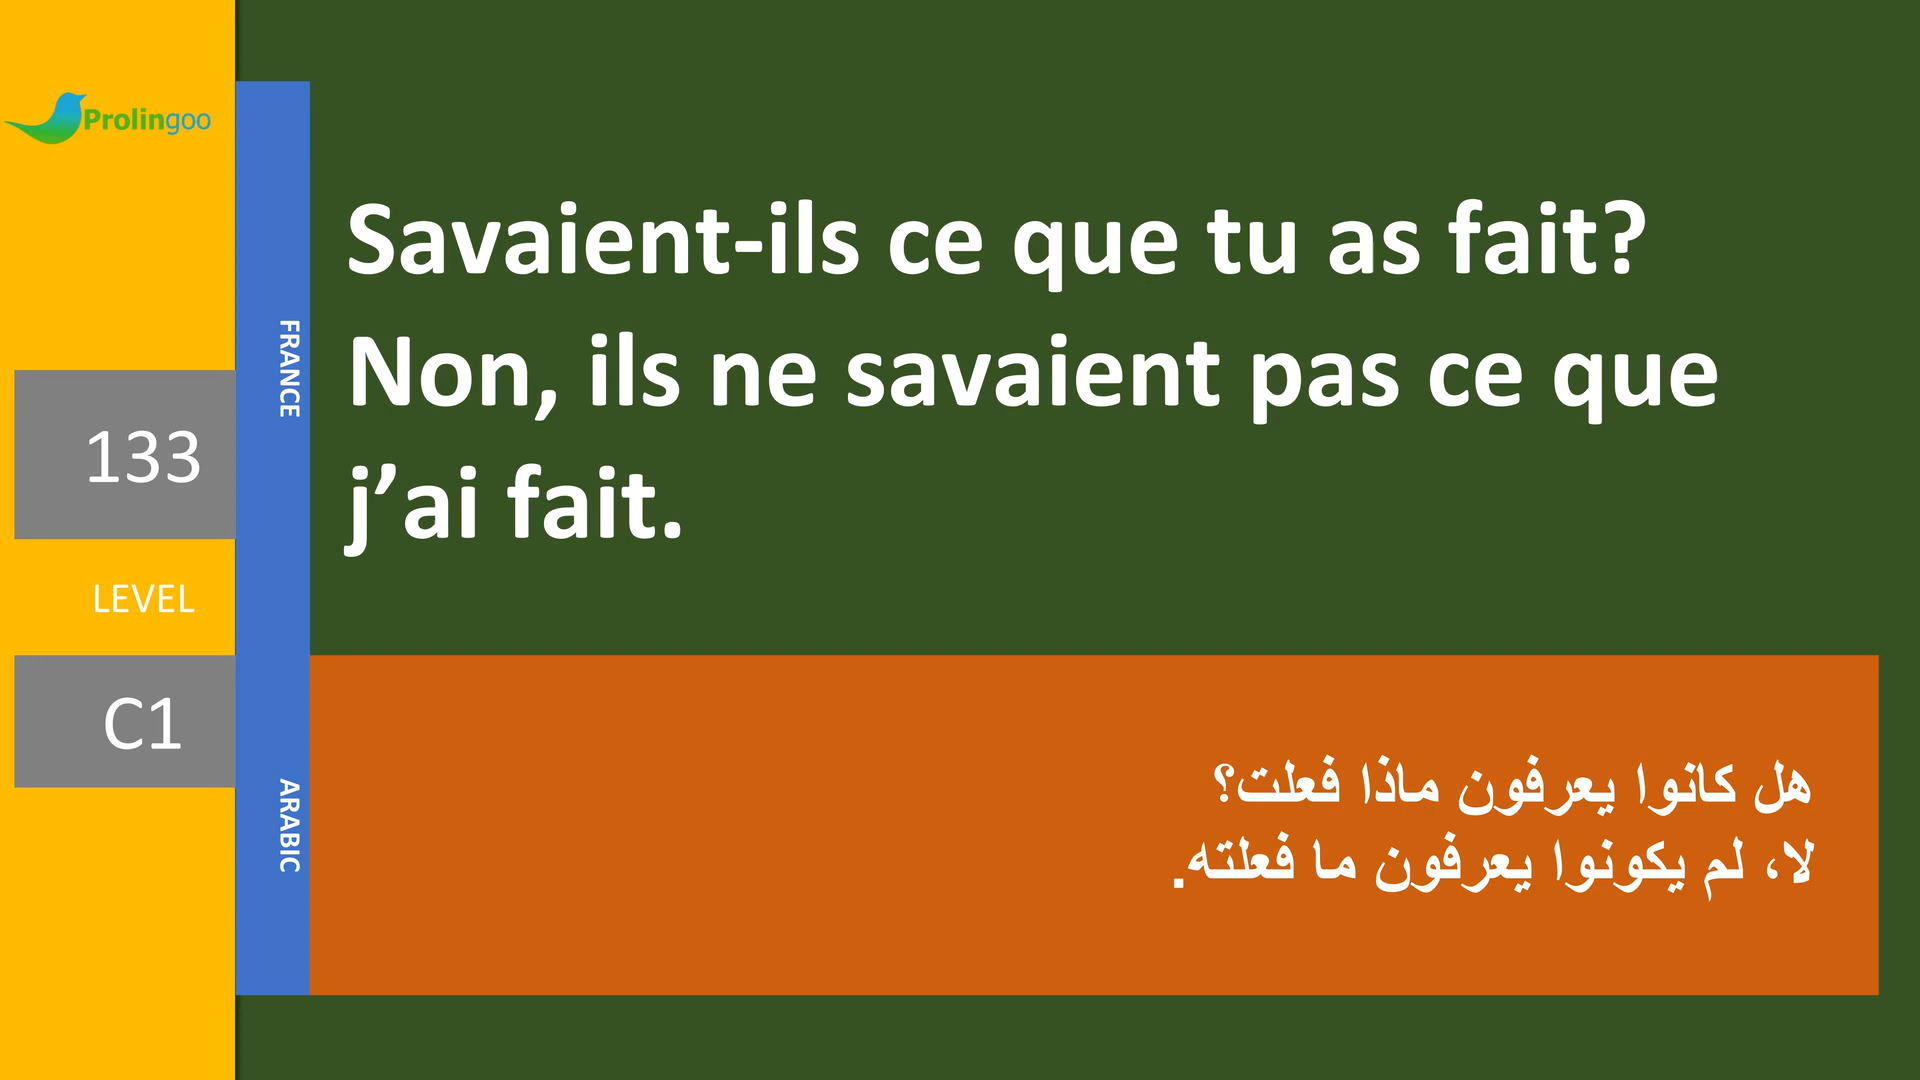 Prolingoo
133
LEVEL
C1
FRANCE
Savaient-ils ce que tu as fait?
Non, ils ne savaient pas ce que
j’ai fait.
ARABIC
هل كانوا يعرفون ماذا فعلت؟
لا، لم يكونوا يعرفون ما فعلته.